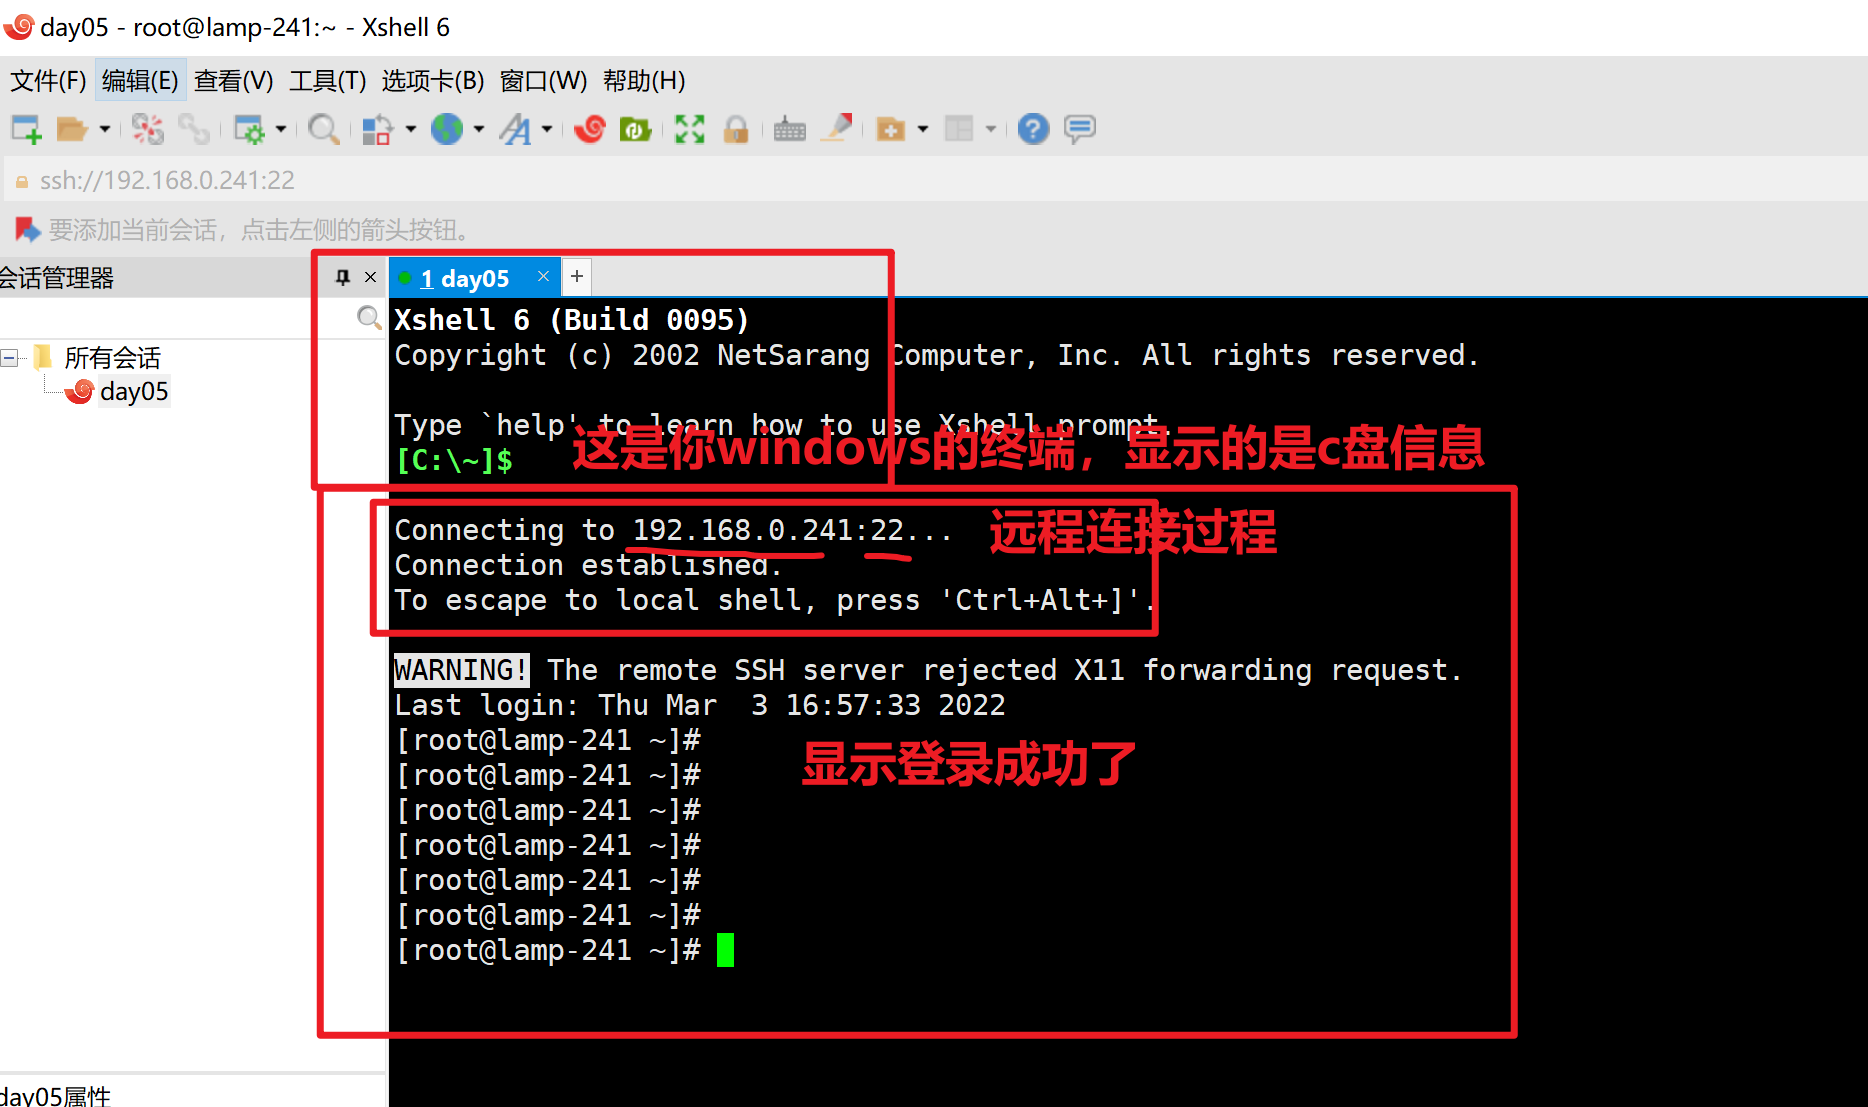 day05 - root@lamp-241:~ - Xshell 6
文件(F) 编辑(E) 查看(V) 工具(T) 选项卡(B) 窗口(W) 帮助(H)
ssh://192.168.0.241:22
要添加当前会话，点击左侧的箭头按钮。
会话管理器
1 day05
所有会话
day05
Xshell 6 (Build 0095)
Copyright (c) 2002 NetSarang Computer, Inc. All rights reserved.
Type `help' to learn how to use Xshell prompt.
[C:\~]$
这是你windows的终端，显示的是c盘信息
Connecting to 192.168.0.241:22...
远程连接过程
Connection established.
To escape to local shell, press 'Ctrl+Alt+]'.
WARNING! The remote SSH server rejected X11 forwarding request.
Last login: Thu Mar  3 16:57:33 2022
[root@lamp-241 ~]#
显示登录成功了
[root@lamp-241 ~]#
[root@lamp-241 ~]#
[root@lamp-241 ~]#
[root@lamp-241 ~]#
[root@lamp-241 ~]#
[root@lamp-241 ~]#
day05属性